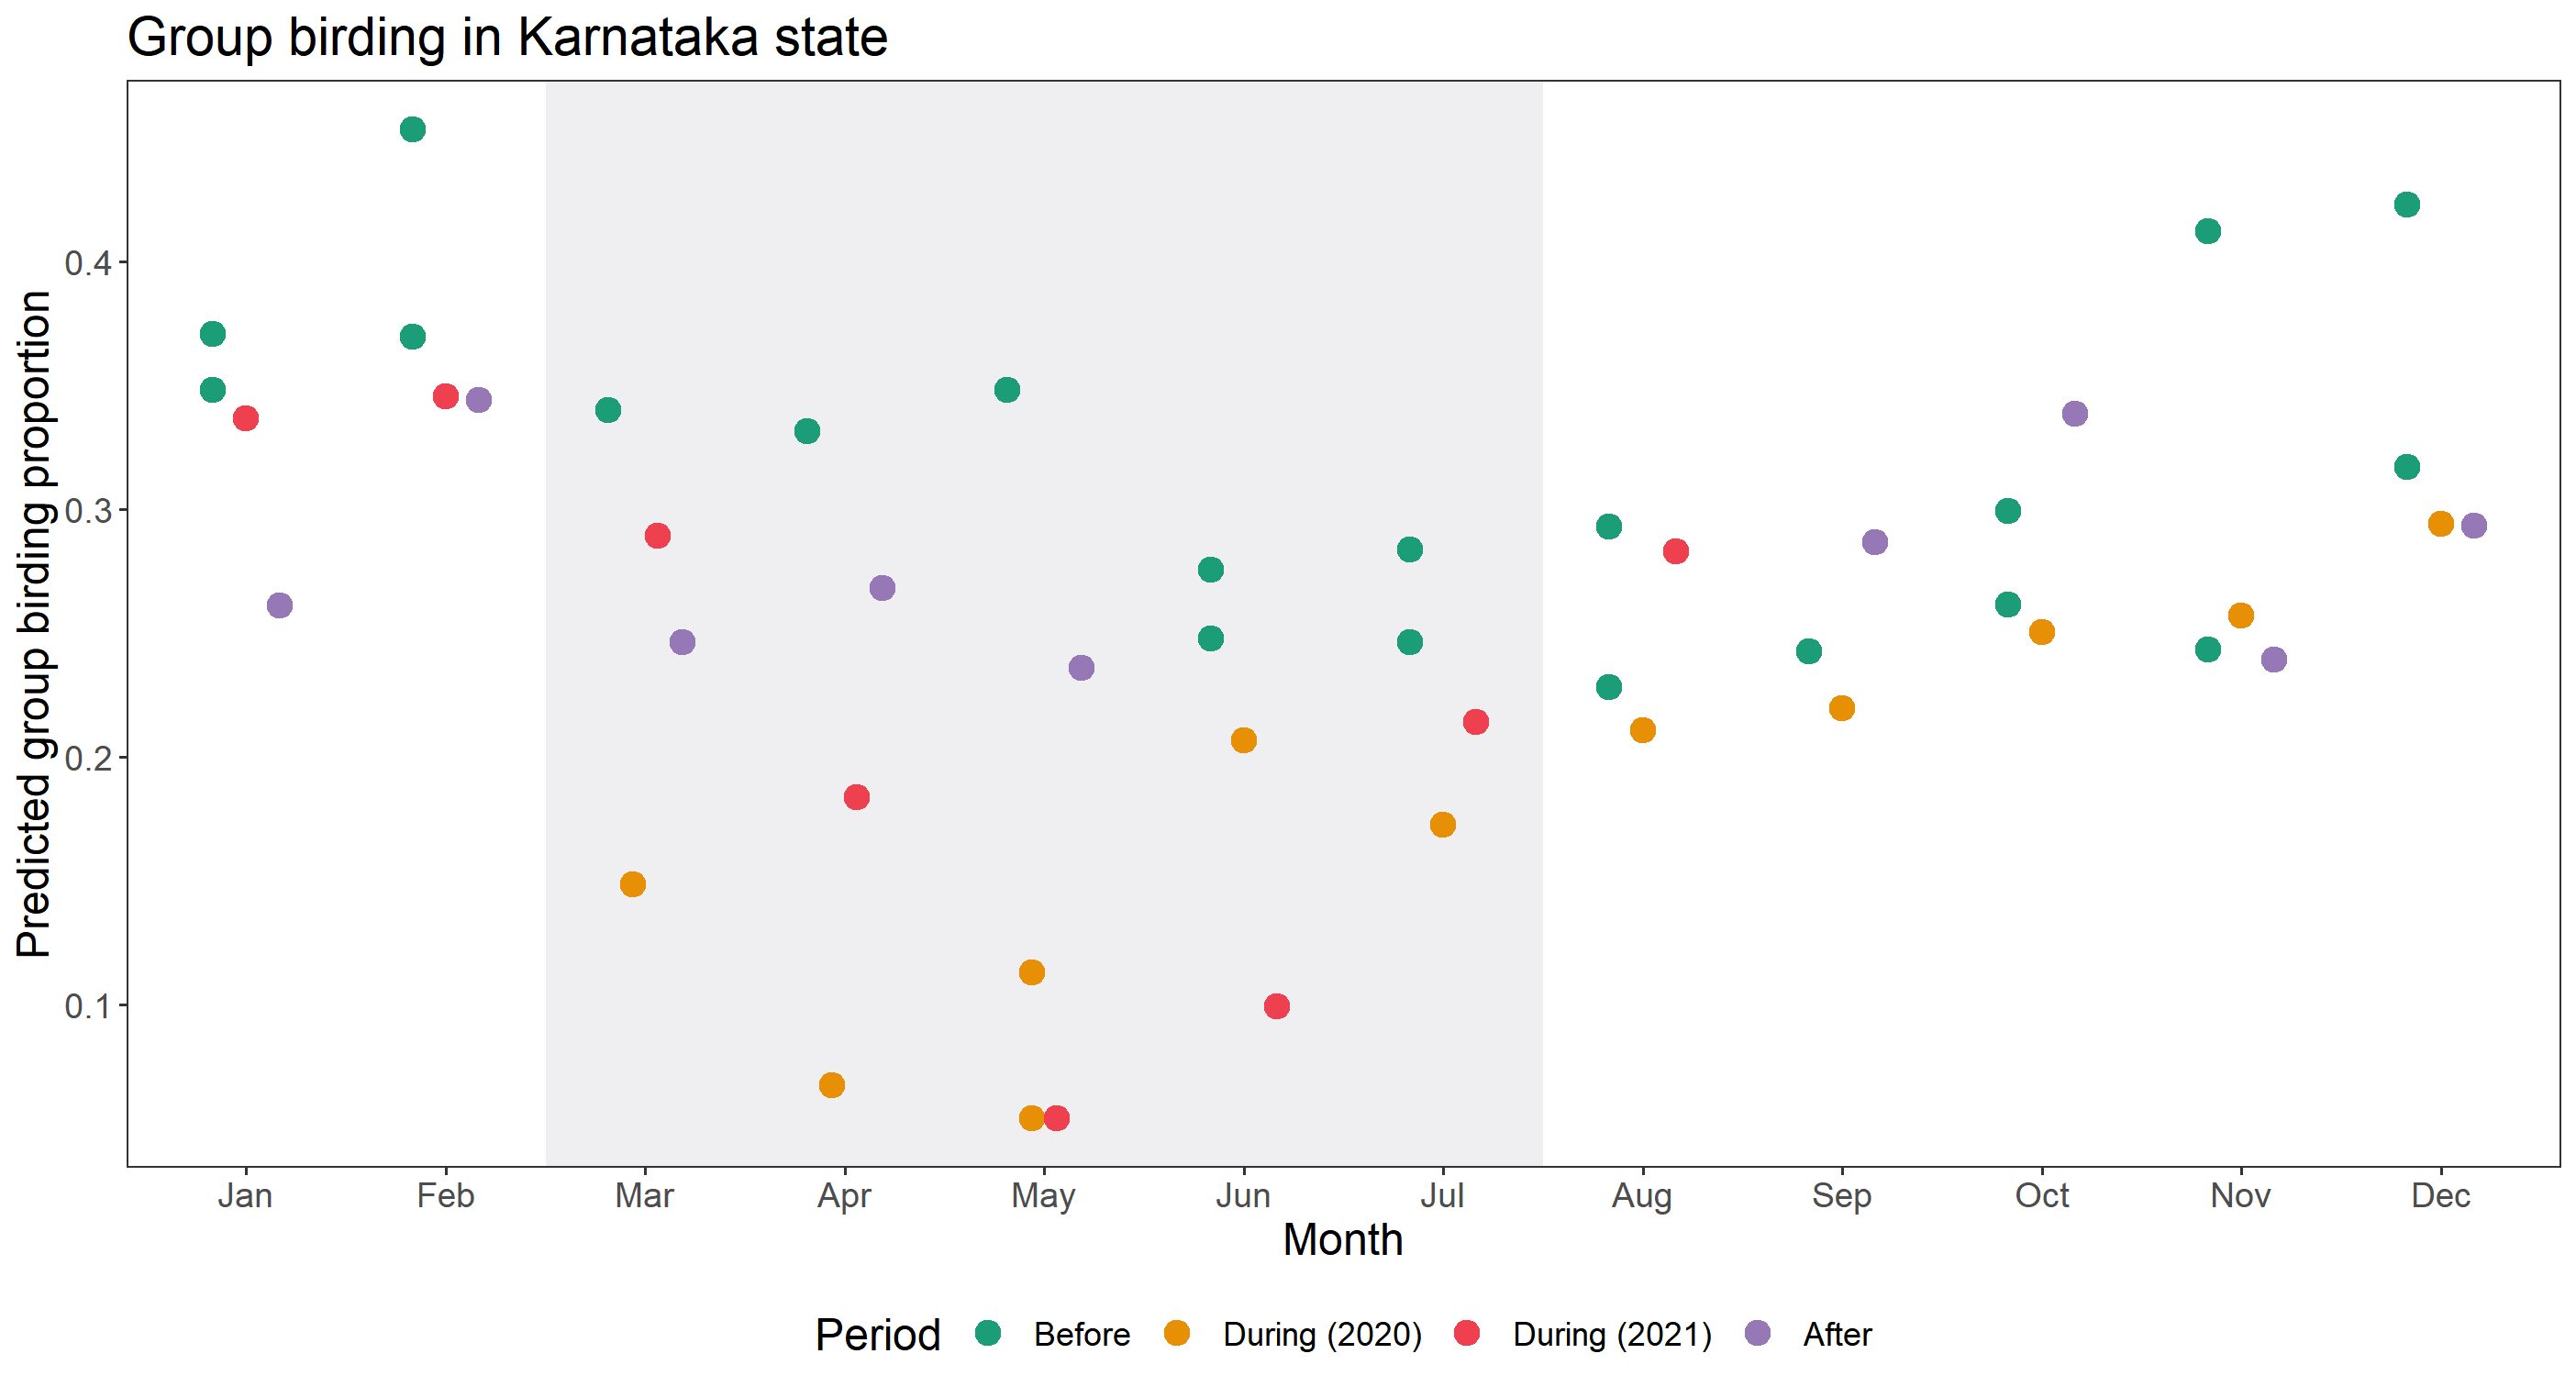 Group birding in Karnataka state
Predicted group birding proportion
0.4
0.3
0.2
0.1
Jan Feb Mar Apr May Jun Jul Aug Sep Oct Nov Dec
Month
Period Before During (2020) During (2021) After